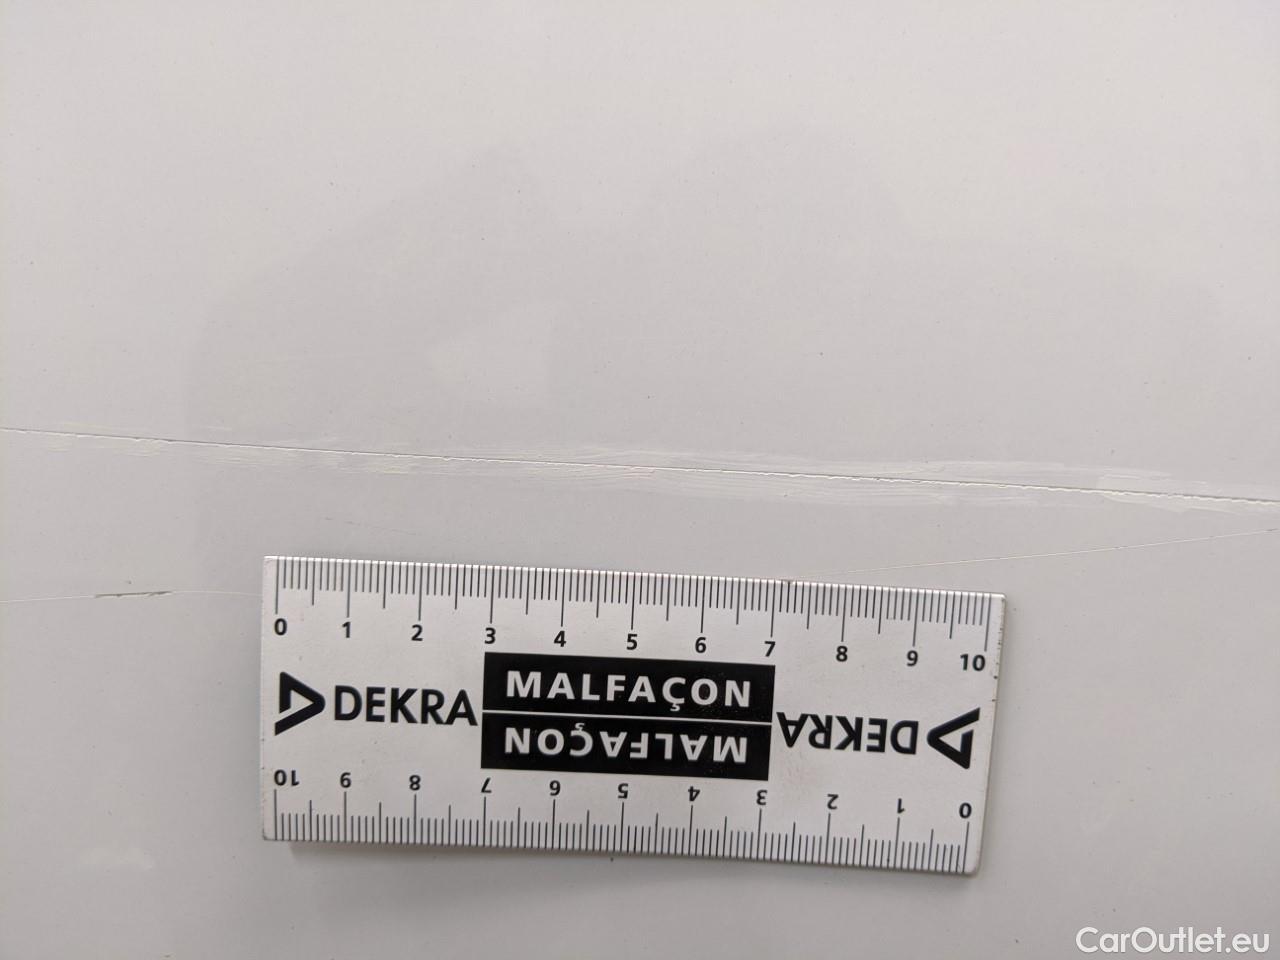 0 1 2 3 4 5 6 7 8 9 10
MALFAÇON
DEKRA
DEKRA
MALFAÇON
10 9 8 7 6 5 4 3 2 1 0
CarOutlet.eu